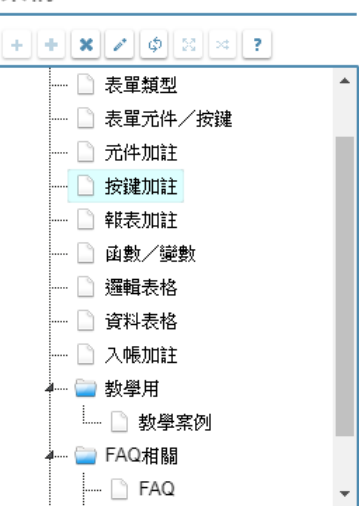 ?
表單類型
表單元件／按鍵
元件加註
按鍵加註
報表加註
函數／變數
邏輯表格
資料表格
入帳加註
教學用
教學案例
FAQ相關
FAQ